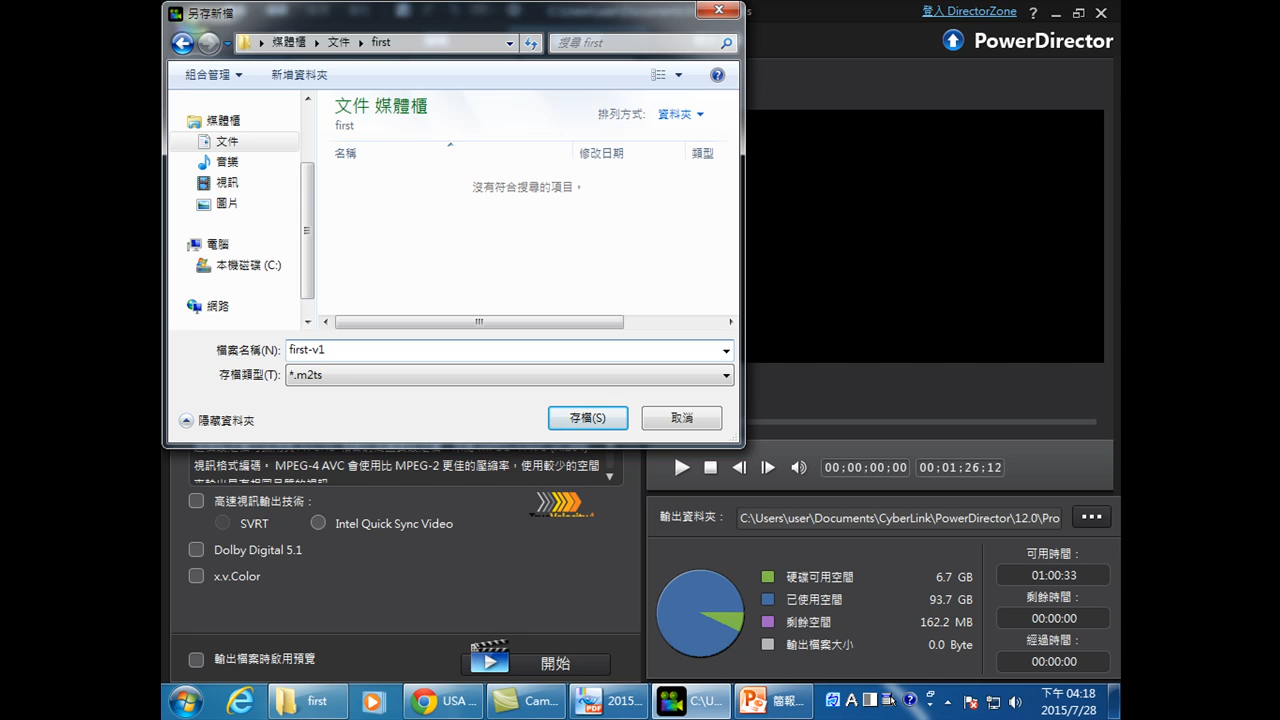 另存新檔
登入 DirectorZone
?
PowerDirector
媒體櫃
文件
first
搜尋 first
組合管理
新增資料夾
文件 媒體櫃
first
排列方式: 資料夾
名稱
修改日期
類型
沒有符合搜尋的項目。
媒體櫃
文件
音樂
視訊
圖片
電腦
本機磁碟 (C:)
網路
檔案名稱(N): first-v1
存檔類型(T): *.m2ts
隱藏資料夾
存檔(S)
取消
視訊格式編碼。 MPEG-4 AVC 會使用比 MPEG-2 更佳的壓縮率，使用較少的空間
高速視訊輸出技術：
SVRT
Intel Quick Sync Video
Dolby Digital 5.1
x.v.Color
輸出檔案時啟用預覽
開始
00:00:00:00
00:01:26:12
輸出資料夾： C:\Users\user\Documents\CyberLink\PowerDirector\12.0\Pro
硬碟可用空間 6.7 GB
已使用空間 93.7 GB
剩餘空間 162.2 MB
輸出檔案大小 0.0 Byte
可用時間：
01:00:33
剩餘時間：
00:00:00
經過時間：
00:00:00
first
USA ...
Cam...
2015...
C:\U...
簡報...
A
下午 04:18
2015/7/28